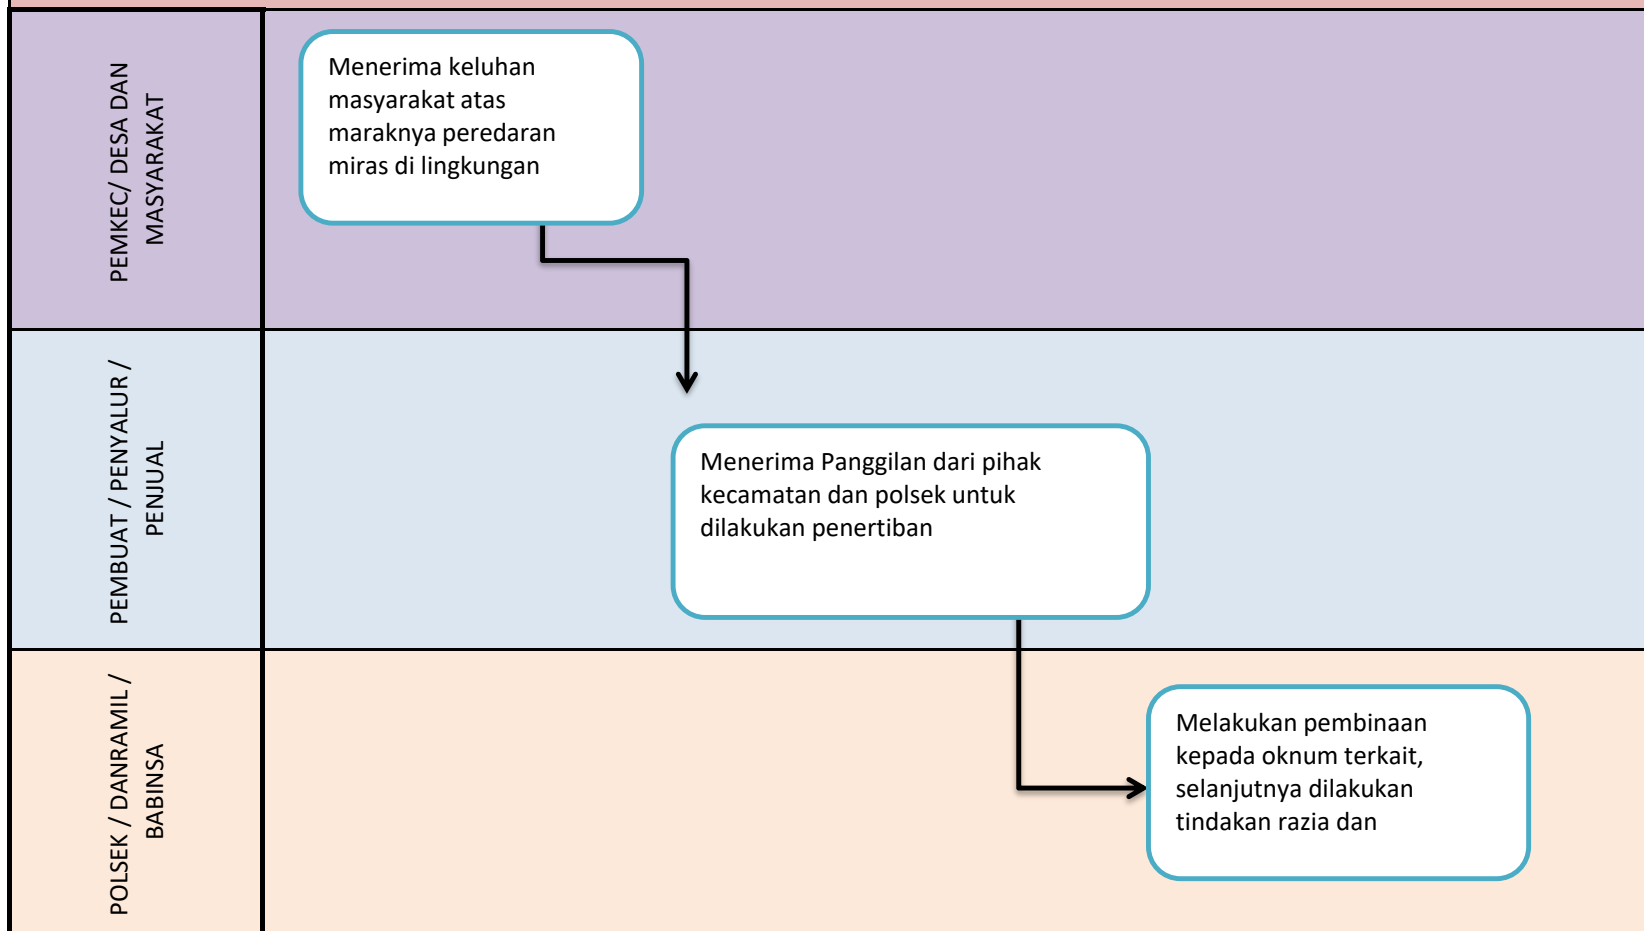 PEMKEC/ DESA DAN
MASYARAKAT
Menerima keluhan
masyarakat atas
maraknya peredaran
miras di lingkungan
PEMBUAT / PENYALUR /
PENJUAL
Menerima Panggilan dari pihak
kecamatan dan polsek untuk
dilakukan penertiban
POLSEK / DANRAMIL /
BABINSA
Melakukan pembinaan
kepada oknum terkait,
selanjutnya dilakukan
tindakan razia dan